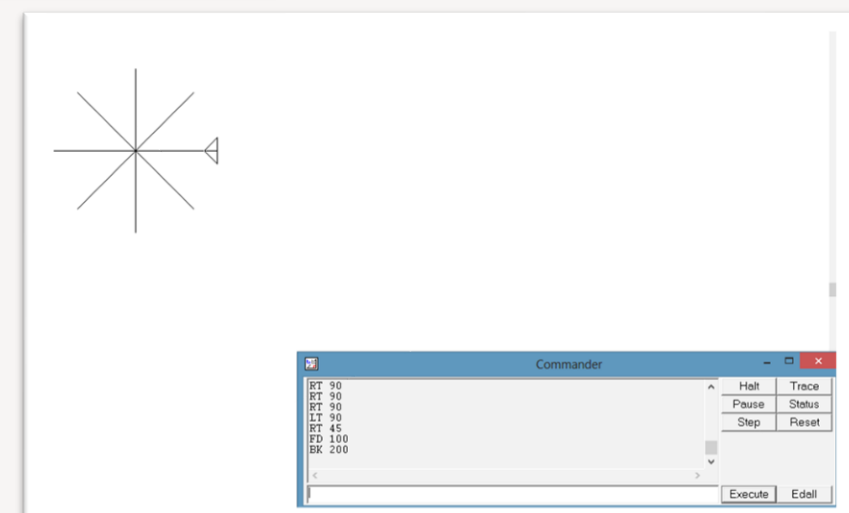 Commander
RT 90
RT 90
RT 90
LT 90
RT 45
FD 100
BK 200
Halt
Trace
Pause
Status
Step
Reset
Execute
Edall